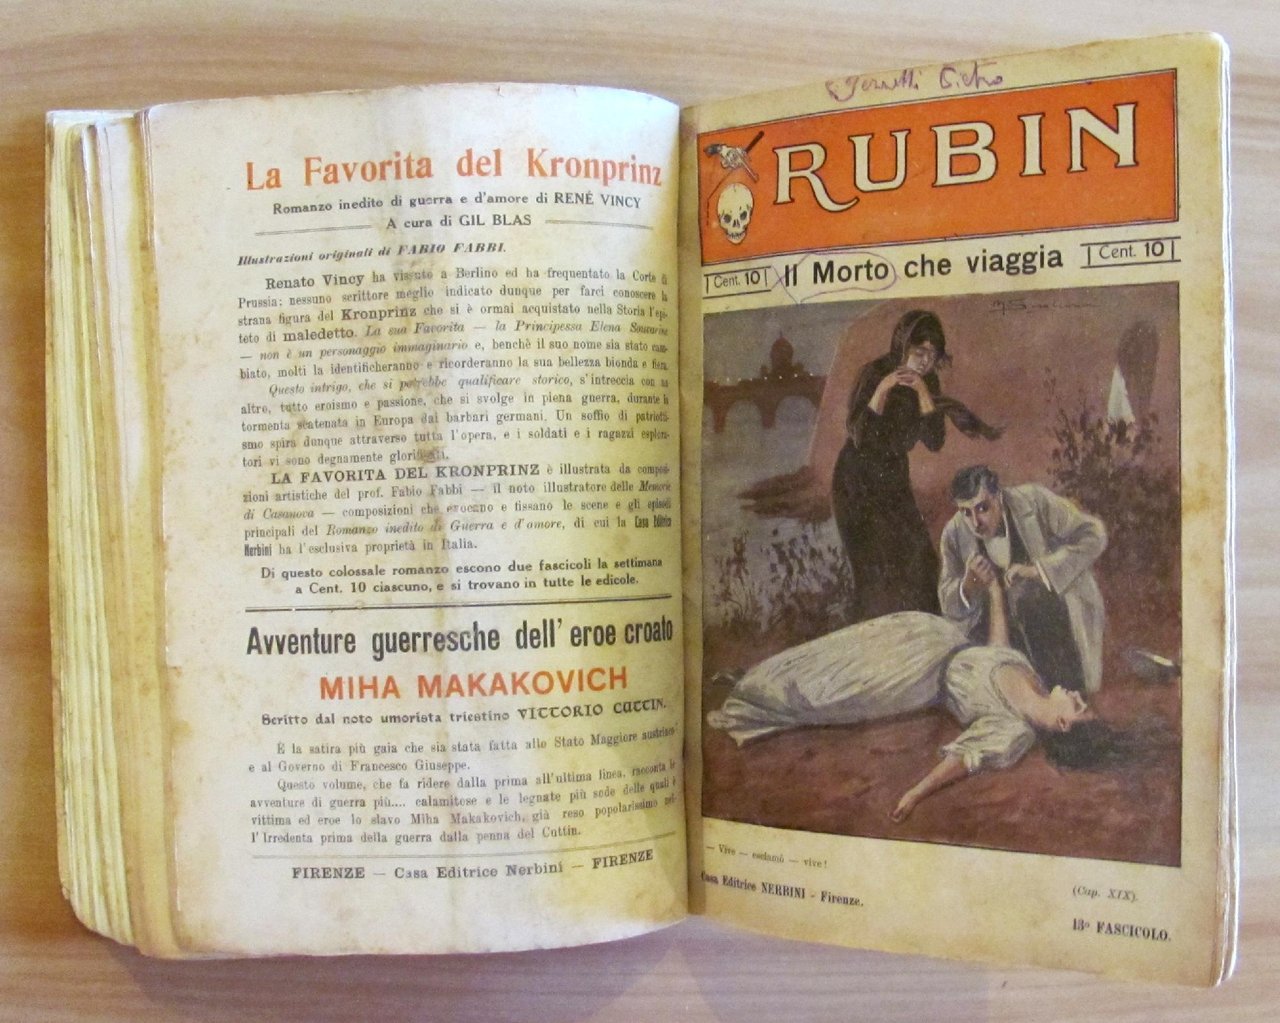 La Favorita del Kronprinz
Romanzo inedito di guerra e d'amore di RENÉ VINCY
A cura di GIL BLAS
Illustrazioni originali di FABIO FABBI.
Renato Vincy ha vissuto a Berlino ed ha frequentato la Corte di
Prussia: nessuno scrittore meglio indicato dunque per farci conoscere la
strana figura del Kronprinz che si è ormai acquistato nella Storia l'epi-
teto di maledetto. La sua Favorita — la Principessa Elena
— non è un personaggio immaginario e, benchè il suo nome sia stato cam-
biato, molti la identificheranno e ricorderanno la sua bellezza bionda e fiera.
Questo intrigo, che si potrebbe qualificare storico, s'intreccia con un
altro, tutto eroismo e passione, che si svolge in piena guerra, durante la
tormenta scatenata in Europa dai barbari germani. Un soffio di patriotti-
smo spira dunque attraverso tutta l'opera, e i soldati e i ragazzi esplora-
tori vi sono degnamente glorificati.
LA FAVORITA DEL KRONPRINZ è illustrata da composi-
zioni artistiche del prof. Fabio Fabbi — il noto illustratore delle Memorie
di Casanova — composizioni che evocano e fissano le scene e gli episodi
principali del Romanzo inedito di Guerra e d'amore, di cui la Casa Editrice
Nerbini ha l'esclusiva proprietà in Italia.
Di questo colossale romanzo escono due fascicoli la settimana
a Cent. 10 ciascuno, e si trovano in tutte le edicole.
Avventure guerresche dell'eroe croato
MIHA MAKAKOVICH
Scritto dal noto umorista triestino VITTORIO CUTTIN.
È la satira più gaia che sia stata fatta allo Stato Maggiore austriaco
e al Governo di Francesco Giuseppe.
Questo volume, che fa ridere dalla prima all'ultima linea, racconta le
avventure di guerra più.... calamitose e le legnate più sode delle quali è
vittima ed eroe lo slavo Miha Makakovich, già reso popolarissimo nel-
l'Irredenta prima della guerra dalla penna del Cuttin.
FIRENZE — Casa Editrice Nerbini — FIRENZE
Pietro
RUBIN
Cent. 10 Il Morto che viaggia Cent. 10
— Vive — esclamò — vive!
(Cap. XIX).
Casa Editrice NERBINI - Firenze.
13º FASCICOLO.